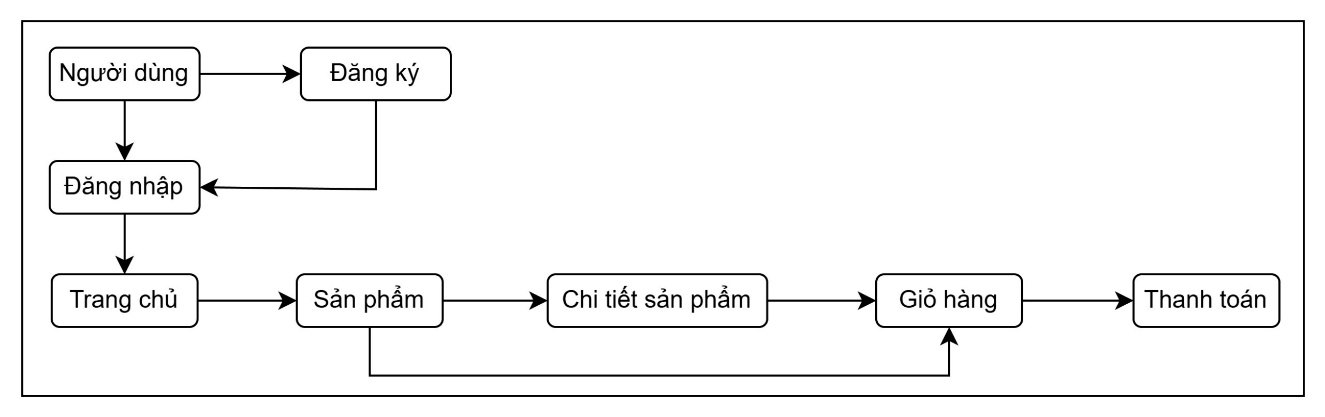 Người dùng
Đăng ký
Đăng nhập
Trang chủ
Sản phẩm
Chi tiết sản phẩm
Giỏ hàng
Thanh toán